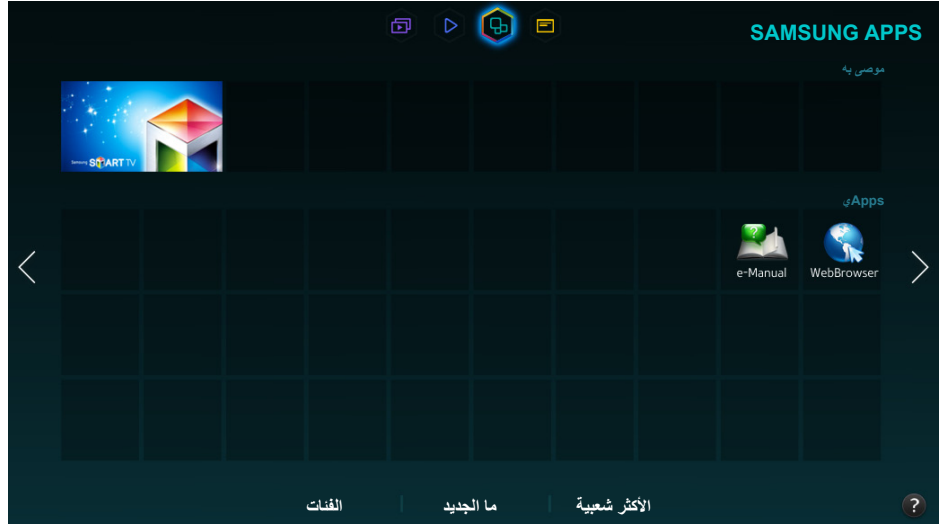 SAMSUNG APPS
موصى به
Samsung SMART TV
Appsي
WebBrowser
e-Manual
الأكثر شعبية
ما الجديد
الفئات
?